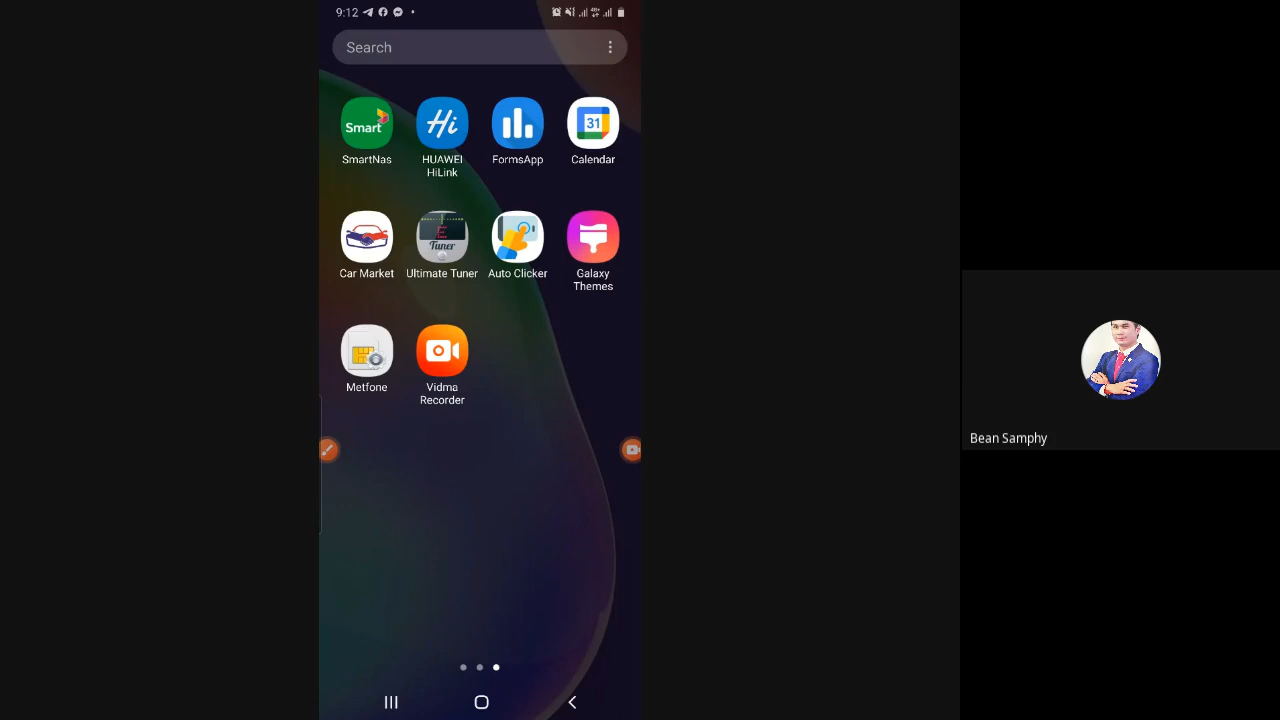 9:12
Search
Smart
Hi
31
SmartNas
HUAWEI
HiLink
FormsApp
Calendar
Tuner
Car Market
Ultimate Tuner
Auto Clicker
Galaxy
Themes
Metfone
Vidma
Recorder
Bean Samphy